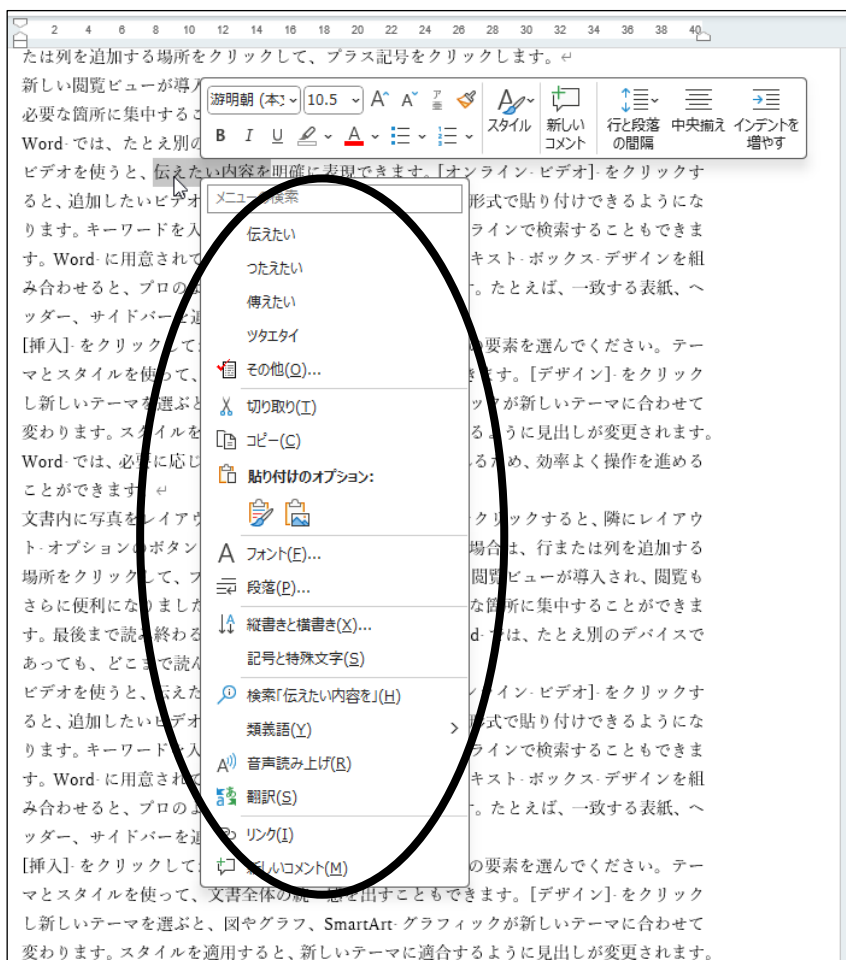 2 4 6 8 10 12 14 16 18 20 22 24 26 28 30 32 34 36 38 40
たは列を追加する場所をクリックして、プラス記号をクリックします。
新しい閲覧ビューが導入
必要な箇所に集中するこ
游明朝 (本: 10.5 A A ア亜
B I U A
スタイル 新しいコメント 行と段落の間隔 中央揃え インデントを増やす
Word では、たとえ別の
ビデオを使うと、伝えたい内容を明確に表現できます。[オンライン ビデオ] をクリックす
ると、追加したいビデオ 形式で貼り付けできるようにな
ります。キーワードを入 ラインで検索することもできま
す。Word に用意されて キスト ボックス デザインを組
み合わせると、プロのよ 。たとえば、一致する表紙、ヘ
ッダー、サイドバーを追
[挿入] をクリックして の要素を選んでください。テー
マとスタイルを使って、 きます。[デザイン] をクリック
し新しいテーマを選ぶと ックが新しいテーマに合わせて
変わります。スタイルを るように見出しが変更されます。
Word では、必要に応じ るため、効率よく操作を進める
ことができます。
文書内に写真をレイアウ クリックすると、隣にレイアウ
ト オプションのボタン 場合は、行または列を追加する
場所をクリックして、プ 閲覧ビューが導入され、閲覧も
さらに便利になりました な箇所に集中することができま
す。最後まで読み終わる では、たとえ別のデバイスで
あっても、どこまで読ん
ビデオを使うと、伝えた ンライン ビデオ] をクリックす
ると、追加したいビデオ 形式で貼り付けできるようにな
ります。キーワードを入 ラインで検索することもできま
す。Word に用意されて キスト ボックス デザインを組
み合わせると、プロのよ 。たとえば、一致する表紙、ヘ
ッダー、サイドバーを追
[挿入] をクリックして の要素を選んでください。テー
マとスタイルを使って、文書全体の統一感を出すこともできます。[デザイン] をクリック
し新しいテーマを選ぶと、図やグラフ、SmartArt グラフィックが新しいテーマに合わせて
変わります。スタイルを適用すると、新しいテーマに適合するように見出しが変更されます。
メニューの検索
伝えたい
つたえたい
傳えたい
ツタエタイ
その他(O)...
切り取り(T)
コピー(C)
貼り付けのオプション:
フォント(F)...
段落(P)...
縦書きと横書き(X)...
記号と特殊文字(S)
検索「伝えたい内容を」(H)
類義語(Y)
音声読み上げ(R)
翻訳(S)
リンク(I)
新しいコメント(M)